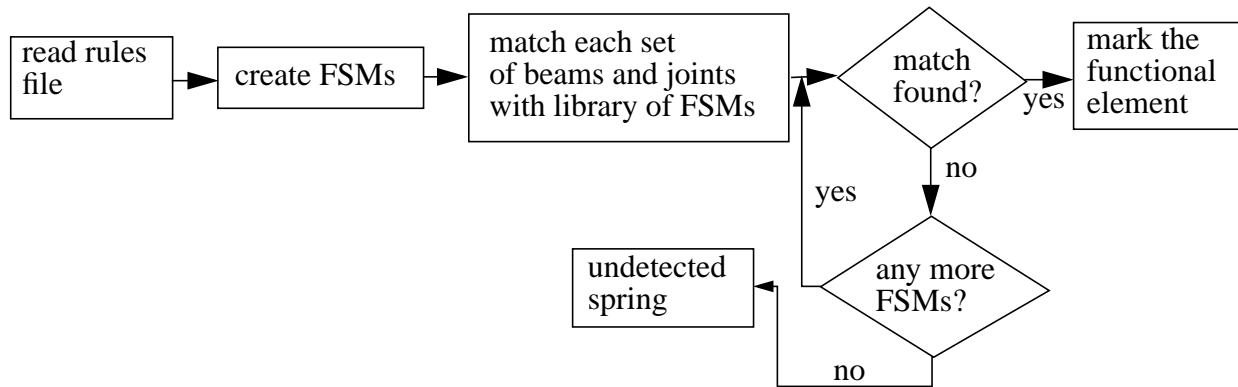 read rules
file
create FSMs
match each set
of beams and joints
with library of FSMs
match
found?
yes
mark the
functional
element
no
yes
any more
FSMs?
undetected
spring
no